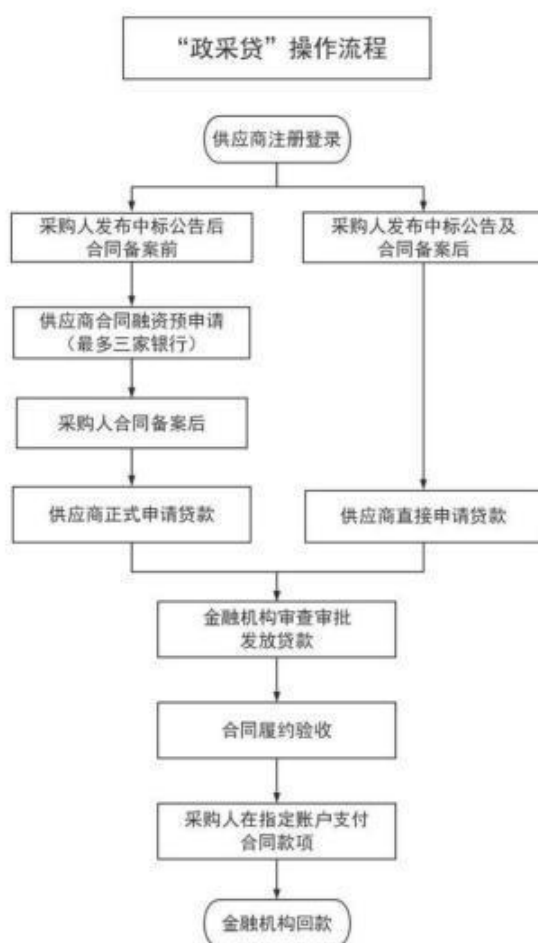 “政采贷”操作流程
供应商注册登录
采购人发布中标公告后
合同备案前
采购人发布中标公告及
合同备案后
供应商合同融资预申请
（最多三家银行）
采购人合同备案后
供应商正式申请贷款
供应商直接申请贷款
金融机构审查审批
发放贷款
合同履约验收
采购人在指定账户支付
合同款项
金融机构回款